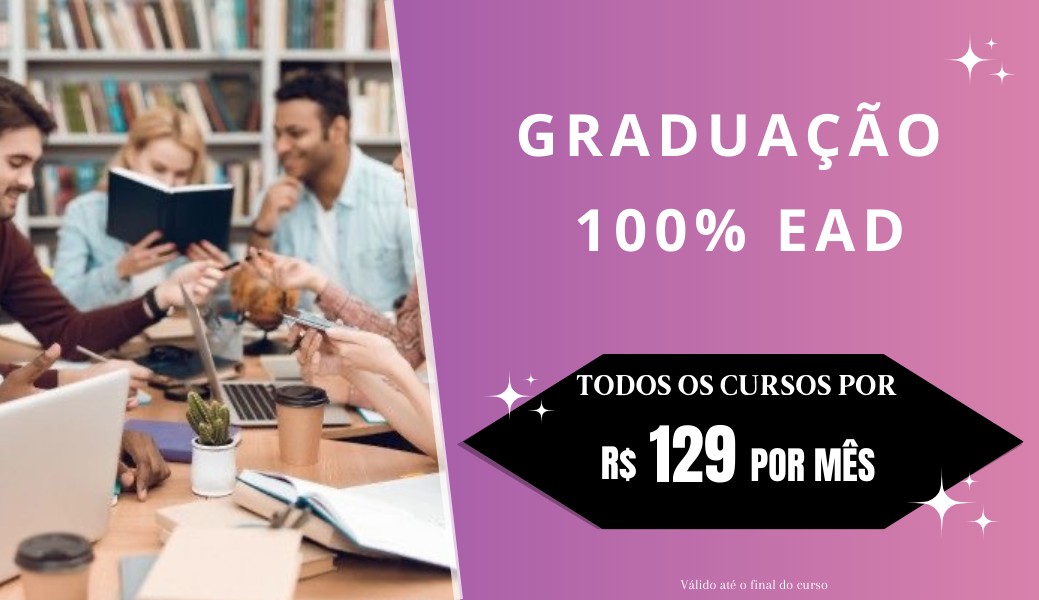 GRADUAÇÃO
100% EAD
TODOS OS CURSOS POR
R$ 129 POR MÊS
Válido até o final do curso